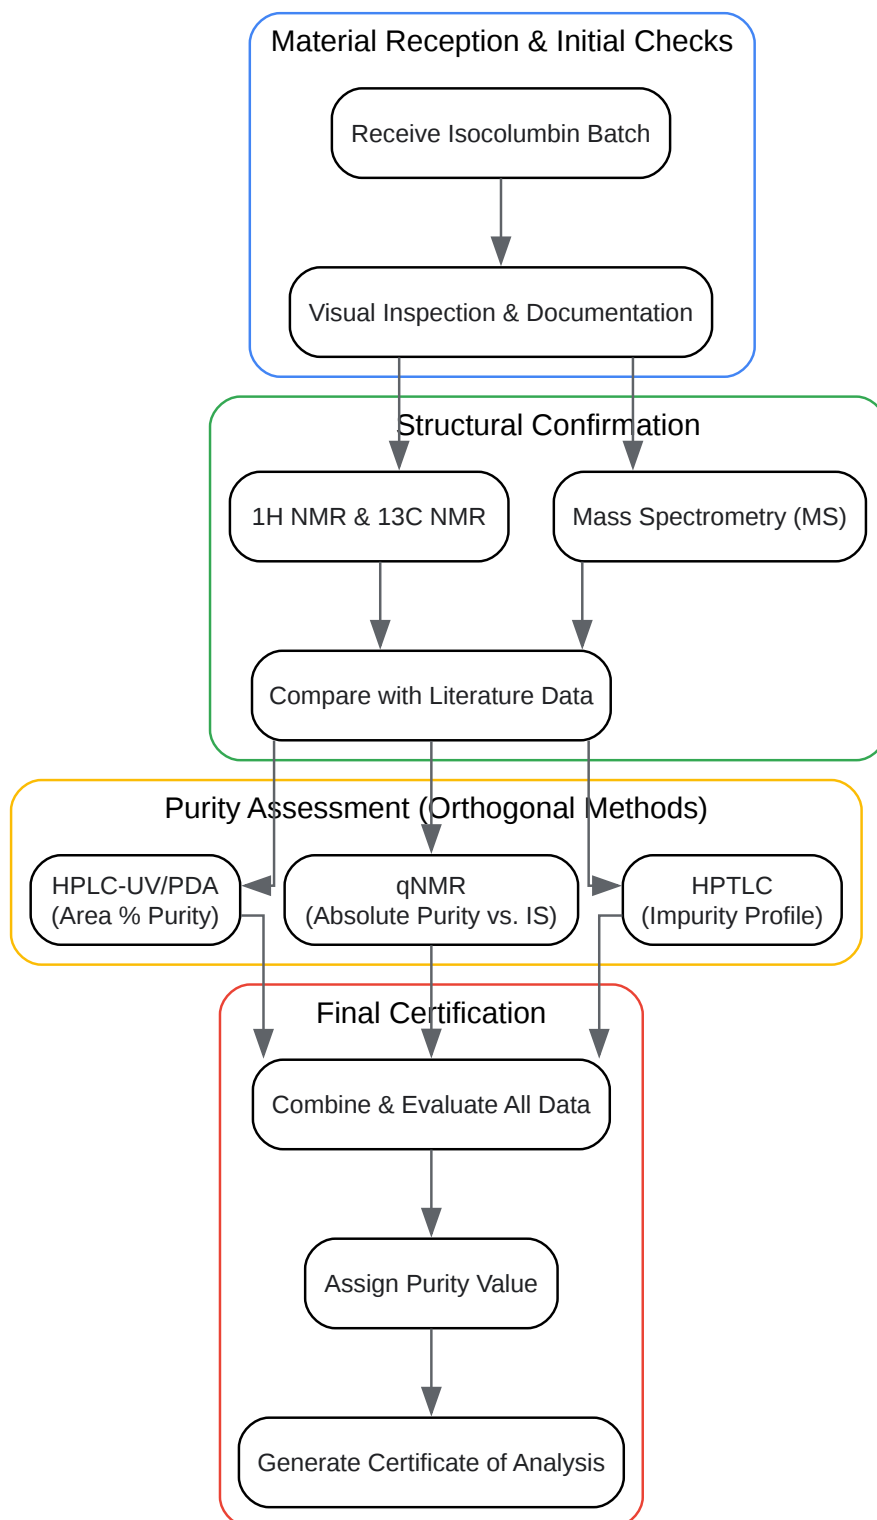 Material Reception & Initial Checks
Receive Isocolumbin Batch
Visual Inspection & Documentation
Structural Confirmation
1H NMR & 13C NMR
Mass Spectrometry (MS)
Compare with Literature Data
Purity Assessment (Orthogonal Methods)
HPLC-UV/PDA
(Area % Purity)
qNMR
(Absolute Purity vs. IS)
HPTLC
(Impurity Profile)
Final Certification
Combine & Evaluate All Data
Assign Purity Value
Generate Certificate of Analysis